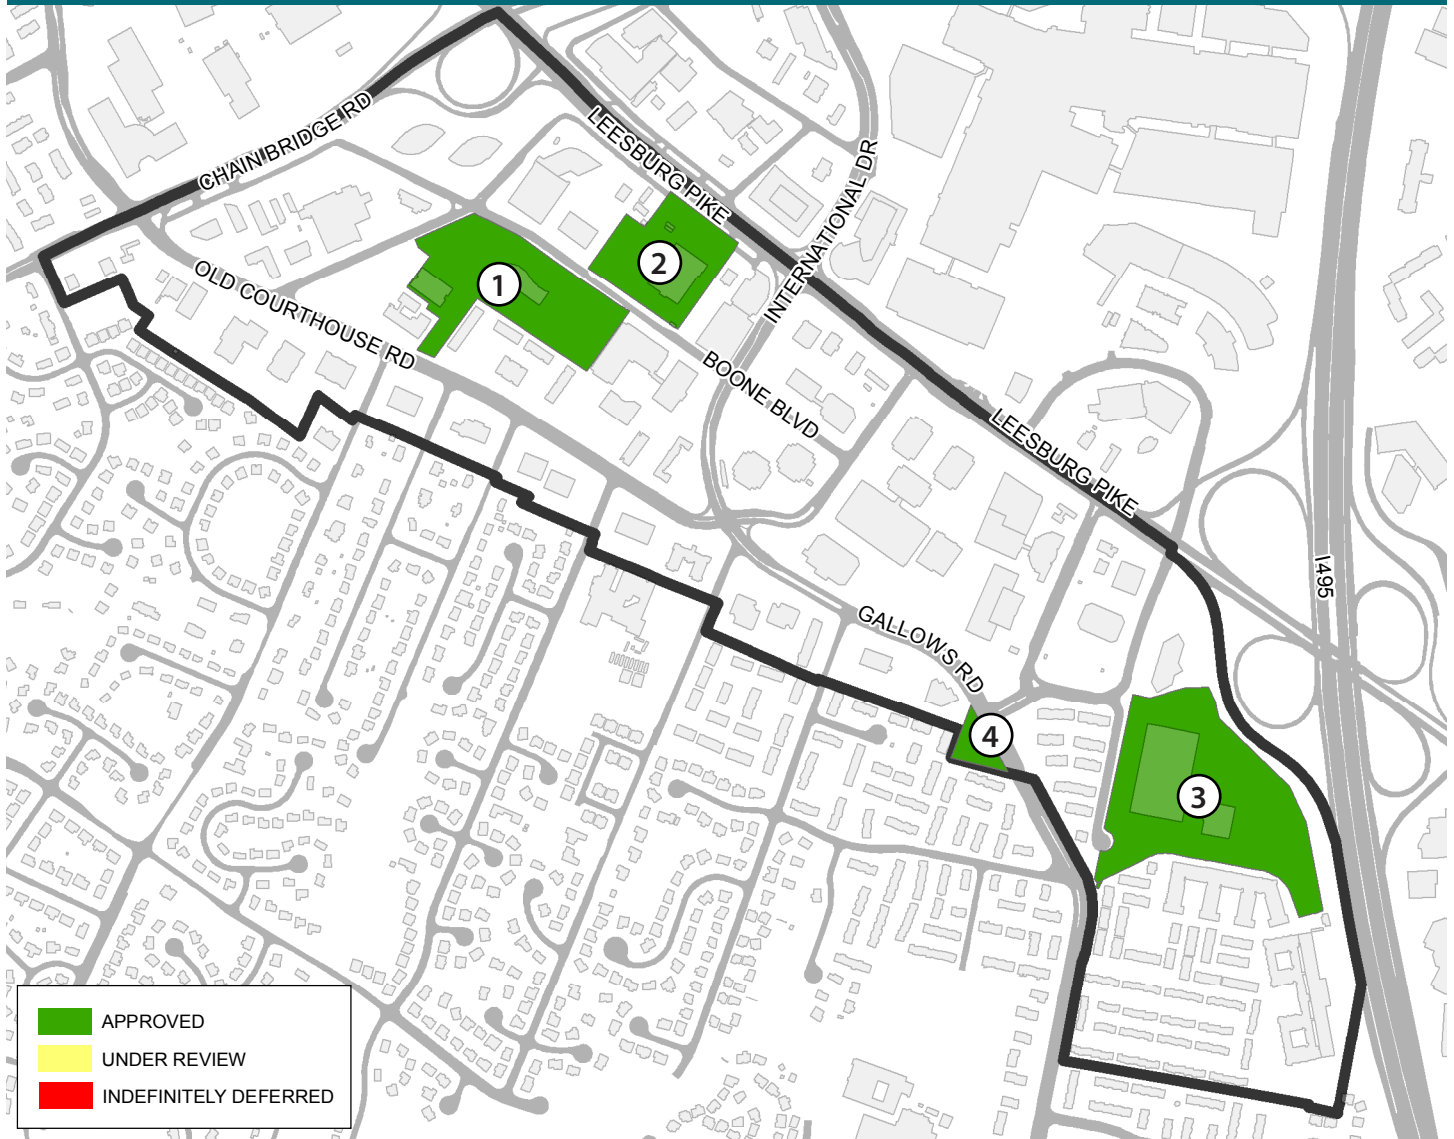 CHAIN BRIDGE RD
LEESBURG PIKE
INTERNATIONAL DR
OLD COURTHOUSE RD
1
2
BOONE BLVD
LEESBURG PIKE
I495
GALLOWS RD
4
3
APPROVED
UNDER REVIEW
INDEFINITELY DEFERRED